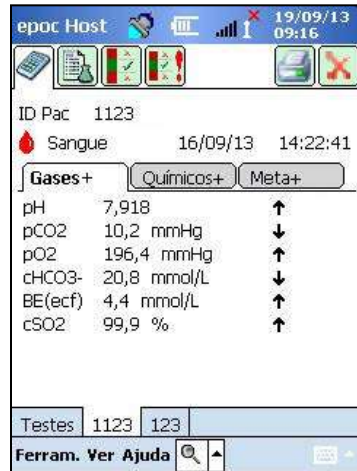 epoc Host 19/09/13 09:16
ID Pac 1123
Sangue 16/09/13 14:22:41
Gases+ Químicos+ Meta+
pH 7,918
pCO2 10,2 mmHg
pO2 196,4 mmHg
cHCO3- 20,8 mmol/L
BE(ecf) 4,4 mmol/L
cSO2 99,9 %
Testes 1123 123
Ferram. Ver Ajuda